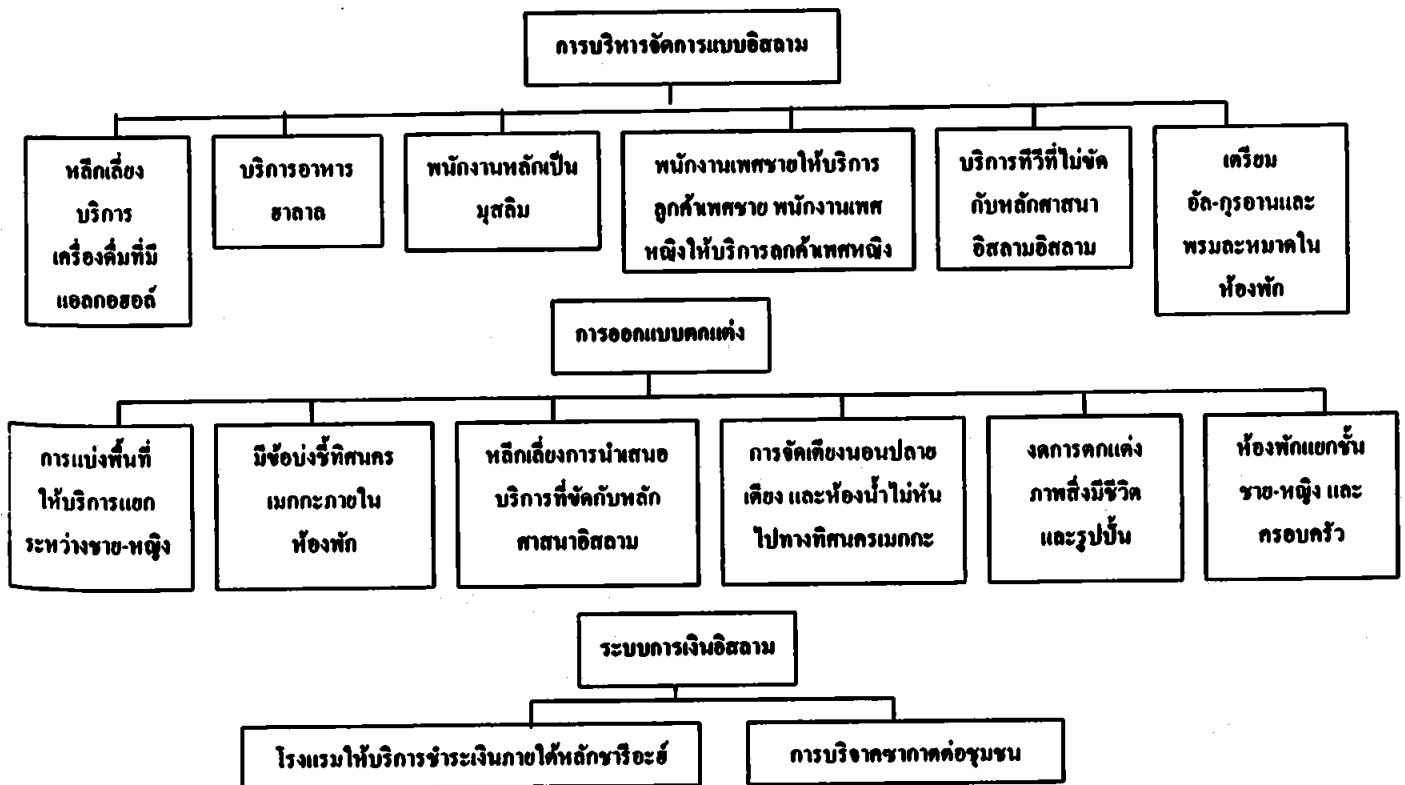 การบริหารจัดการแบบอิสลาม
หลีกเลี่ยง
บริการ
เครื่องดื่มที่มี
แอลกอฮอล์
บริการอาหาร
ฮาลาล
พนักงานหลักเป็น
มุสลิม
พนักงานเพศชายให้บริการ
ลูกค้าเพศชาย พนักงานเพศ
หญิงให้บริการลูกค้าเพศหญิง
บริการทีวีที่ไม่ขัด
กับหลักศาสนา
อิสลามอิสลาม
เตรียม
อัล-กุรอานและ
พรมละหมาดใน
ห้องพัก
การออกแบบตกแต่ง
การแบ่งพื้นที่
ให้บริการแยก
ระหว่างชาย-หญิง
มีข้อบ่งชี้ทิศนคร
เมกกะภายใน
ห้องพัก
หลีกเลี่ยงการนำเสนอ
บริการที่ขัดกับหลัก
ศาสนาอิสลาม
การจัดเตียงนอนปลาย
เตียง และห้องน้ำไม่หัน
ไปทางทิศนครเมกกะ
งดการตกแต่ง
ภาพสิ่งมีชีวิต
และรูปปั้น
ห้องพักแยกชั้น
ชาย-หญิง และ
ครอบครัว
ระบบการเงินอิสลาม
โรงแรมให้บริการชำระเงินภายใต้หลักชารีอะฮ์
การบริจาคซากาตต่อชุมชน